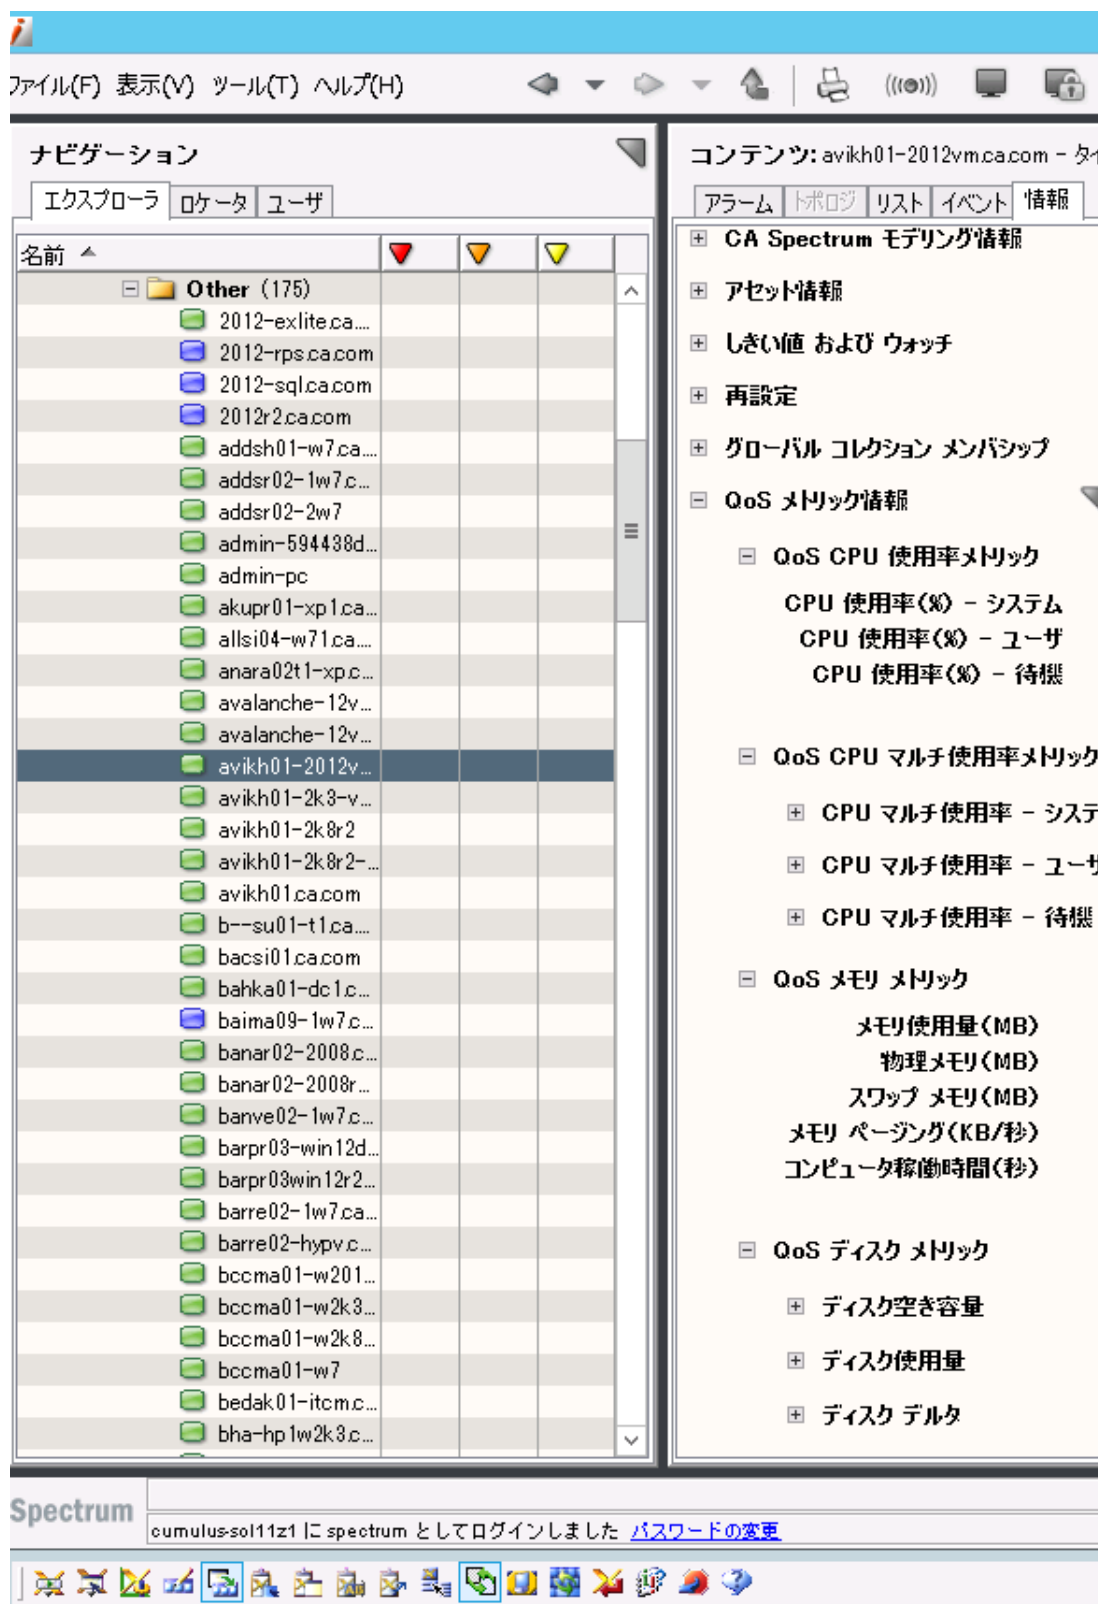 ファイル(F) 表示(V) ツール(T) ヘルプ(H)
ナビゲーション
エクスプローラ ロケータ ユーザ
名前
Other (175)
2012-exlite.ca....
2012-rps.ca.com
2012-sql.ca.com
2012r2.ca.com
addsh01-w7.ca....
addsr02-1w7.c...
addsr02-2w7
admin-594438d...
admin-pc
akupr01-xp1.ca...
allsi04-w71.ca....
anara02t1-xp.c...
avalanche-12v...
avalanche-12v...
avikh01-2012v...
avikh01-2k3-v...
avikh01-2k8r2
avikh01-2k8r2-...
avikh01.ca.com
b--su01-t1.ca....
bacsi01.ca.com
bahka01-dc1.c...
baima09-1w7.c...
banar02-2008.c...
banar02-2008r...
banve02-1w7.c...
barpr03-win12d...
barpr03win12r2...
barre02-1w7.ca...
barre02-hypv.c...
bccma01-w201...
bccma01-w2k3...
bccma01-w2k8...
bccma01-w7
bedak01-itcm.c...
bha-hp1w2k3.c...
コンテンツ: avikh01-2012vm.ca.com - タイ
アラーム トポロジ リスト イベント 情報
CA Spectrum モデリング情報
アセット情報
しきい値 および ウォッチ
再設定
グローバル コレクション メンバシップ
QoS メトリック情報
QoS CPU 使用率メトリック
CPU 使用率(%) - システム
CPU 使用率(%) - ユーザ
CPU 使用率(%) - 待機
QoS CPU マルチ使用率メトリック
CPU マルチ使用率 - システ
CPU マルチ使用率 - ユーザ
CPU マルチ使用率 - 待機
QoS メモリ メトリック
メモリ使用量(MB)
物理メモリ(MB)
スワップ メモリ(MB)
メモリ ページング(KB/秒)
コンピュータ稼働時間(秒)
QoS ディスク メトリック
ディスク空き容量
ディスク使用量
ディスク デルタ
Spectrum
cumulus-sol11z1 に spectrum としてログインしました パスワードの変更